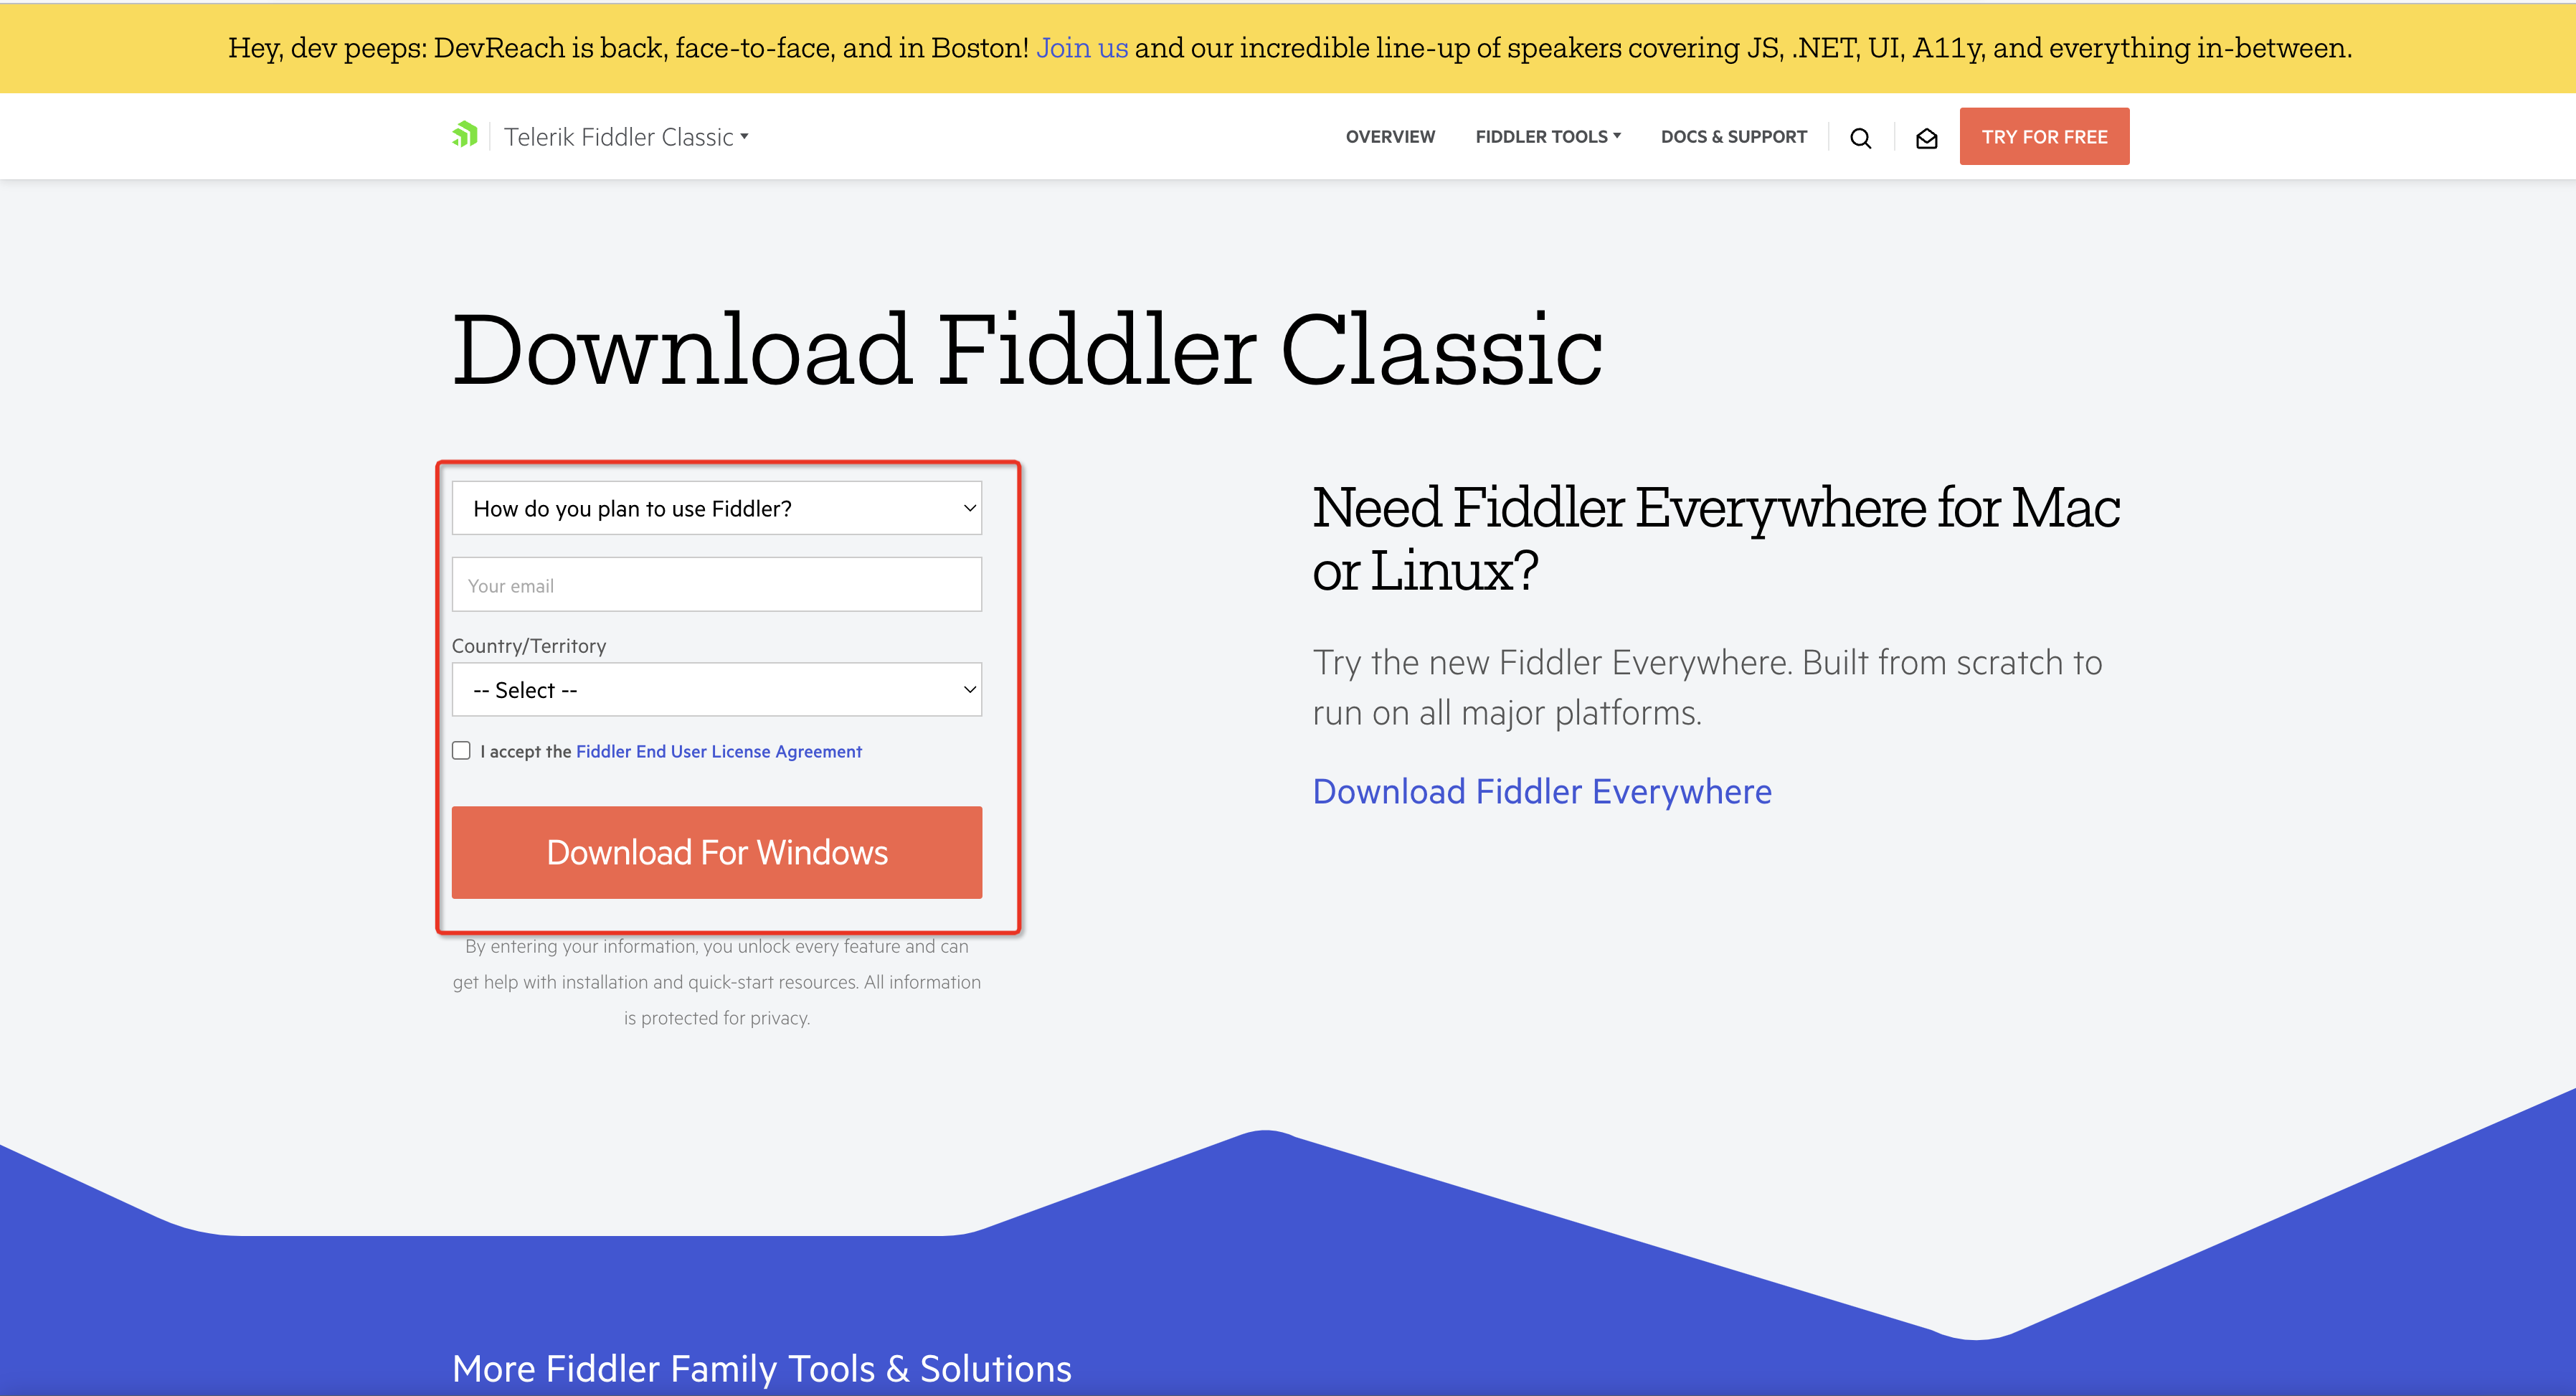 Hey, dev peeps: DevReach is back, face-to-face, and in Boston! Join us and our incredible line-up of speakers covering JS, .NET, UI, A11y, and everything in-between.
Telerik Fiddler Classic
OVERVIEW
FIDDLER TOOLS
DOCS & SUPPORT
TRY FOR FREE
Download Fiddler Classic
How do you plan to use Fiddler?
Your email
Country/Territory
-- Select --
I accept the Fiddler End User License Agreement
Download For Windows
By entering your information, you unlock every feature and can
get help with installation and quick-start resources. All information
is protected for privacy.
Need Fiddler Everywhere for Mac
or Linux?
Try the new Fiddler Everywhere. Built from scratch to
run on all major platforms.
Download Fiddler Everywhere
More Fiddler Family Tools & Solutions